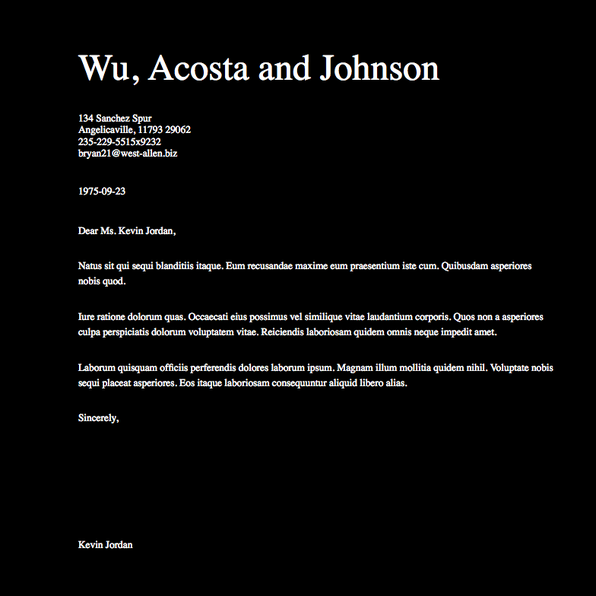 Wu, Acosta and Johnson
134 Sanchez Spur
Angelicaville, 11793 29062
235-229-5515x9232
bryan21@west-allen.biz
1975-09-23
Dear Ms. Kevin Jordan,
Natus sit qui sequi blanditiis itaque. Eum recusandae maxime eum praesentium iste cum. Quibusdam asperiores
nobis quod.
Iure ratione dolorum quas. Occaecati eius possimus vel similique vitae laudantium corporis. Quos non a asperiores
culpa perspiciatis dolorum voluptatem vitae. Reiciendis laboriosam quidem omnis neque impedit amet.
Laborum quisquam officiis perferendis dolores laborum ipsum. Magnam illum mollitia quidem nihil. Voluptate nobis
sequi placeat asperiores. Eos itaque laboriosam consequuntur aliquid libero alias.
Sincerely,
Kevin Jordan